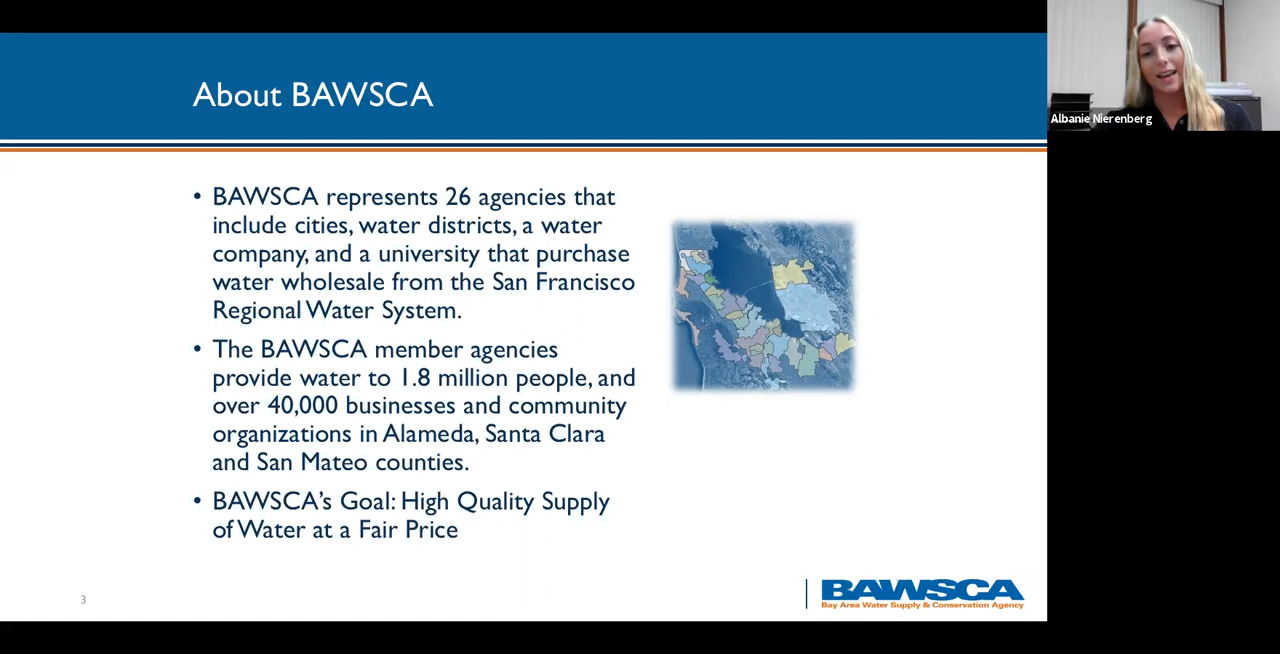 About BAWSCA
Albanie Nierenberg
• BAWSCA represents 26 agencies that
include cities, water districts, a water
company, and a university that purchase
water wholesale from the San Francisco
Regional Water System.
• The BAWSCA member agencies
provide water to 1.8 million people, and
over 40,000 businesses and community
organizations in Alameda, Santa Clara
and San Mateo counties.
• BAWSCA's Goal: High Quality Supply
of Water at a Fair Price
3
BAWSCA
Bay Area Water Supply & Conservation Agency